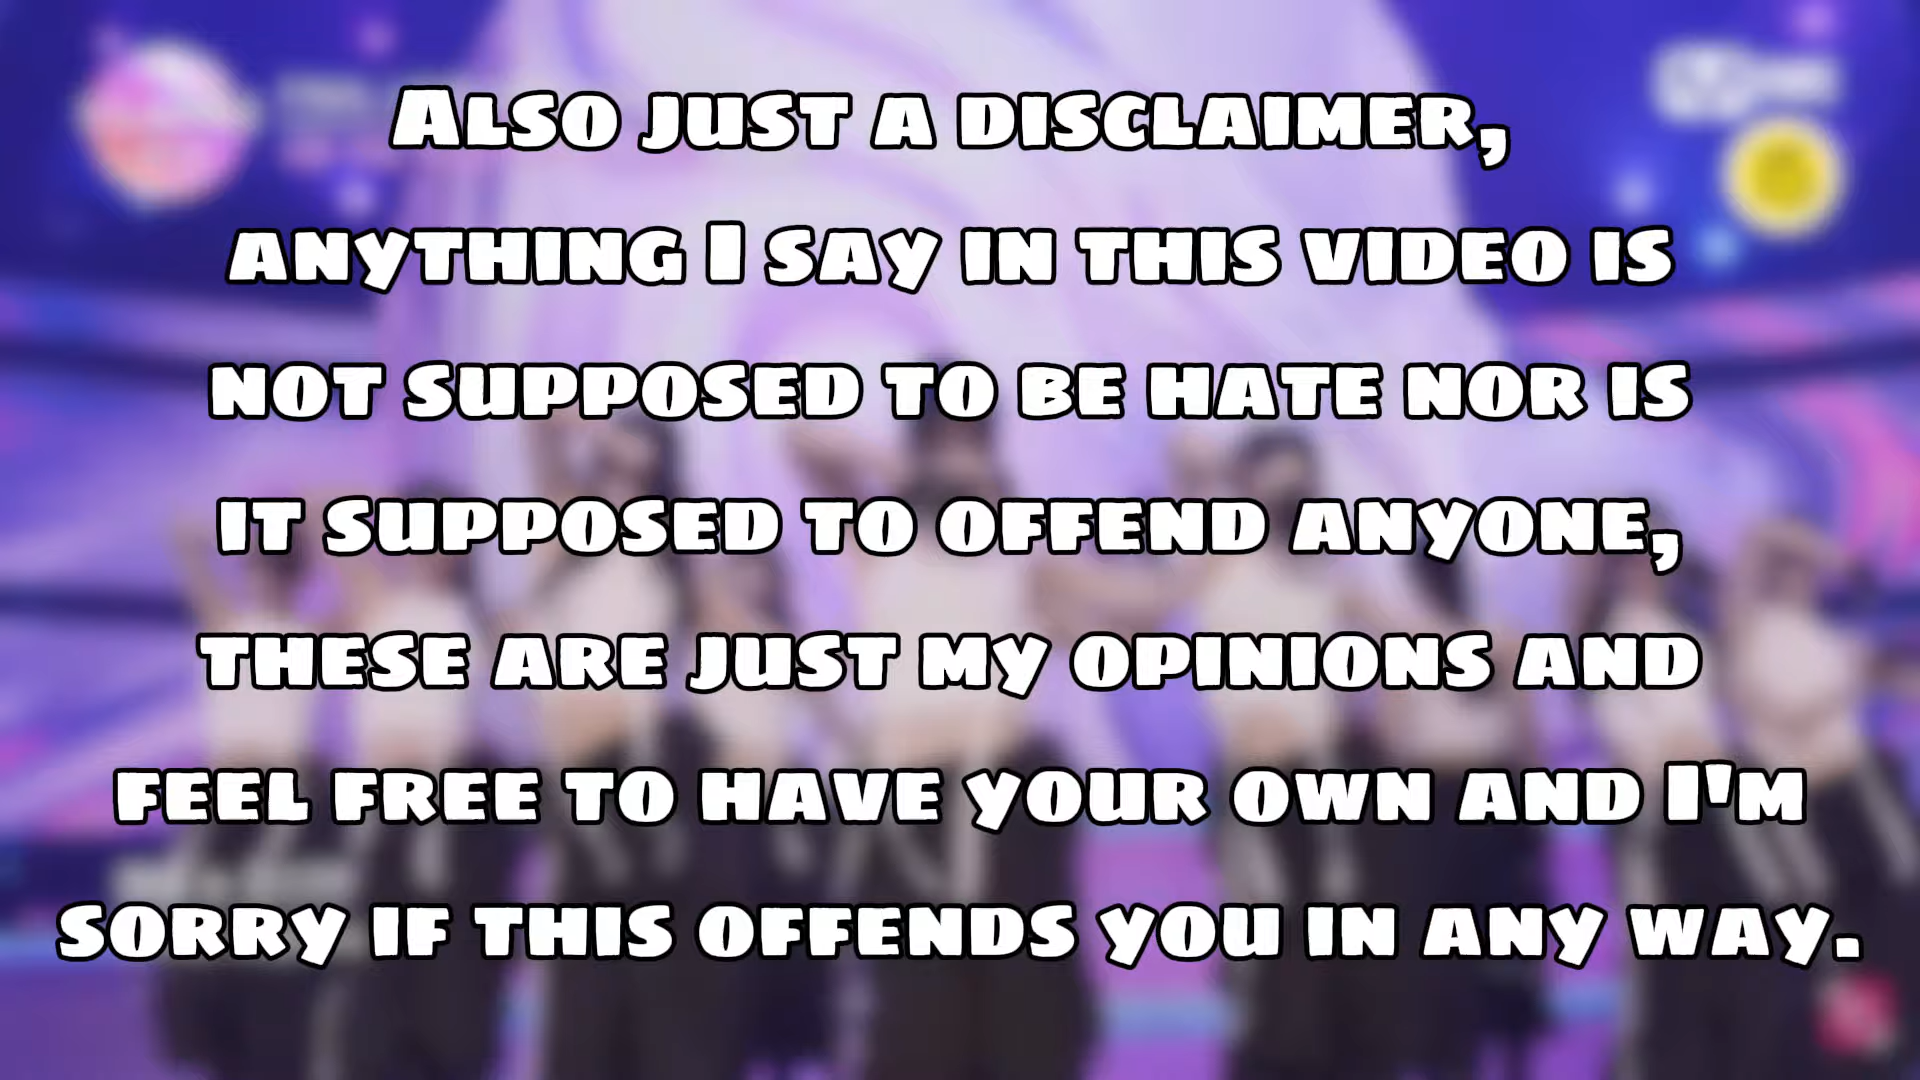 Also just a disclaimer,
anything I say in this video is
not supposed to be hate nor is
it supposed to offend anyone,
these are just my opinions and
feel free to have your own and I'm
sorry if this offends you in any way.